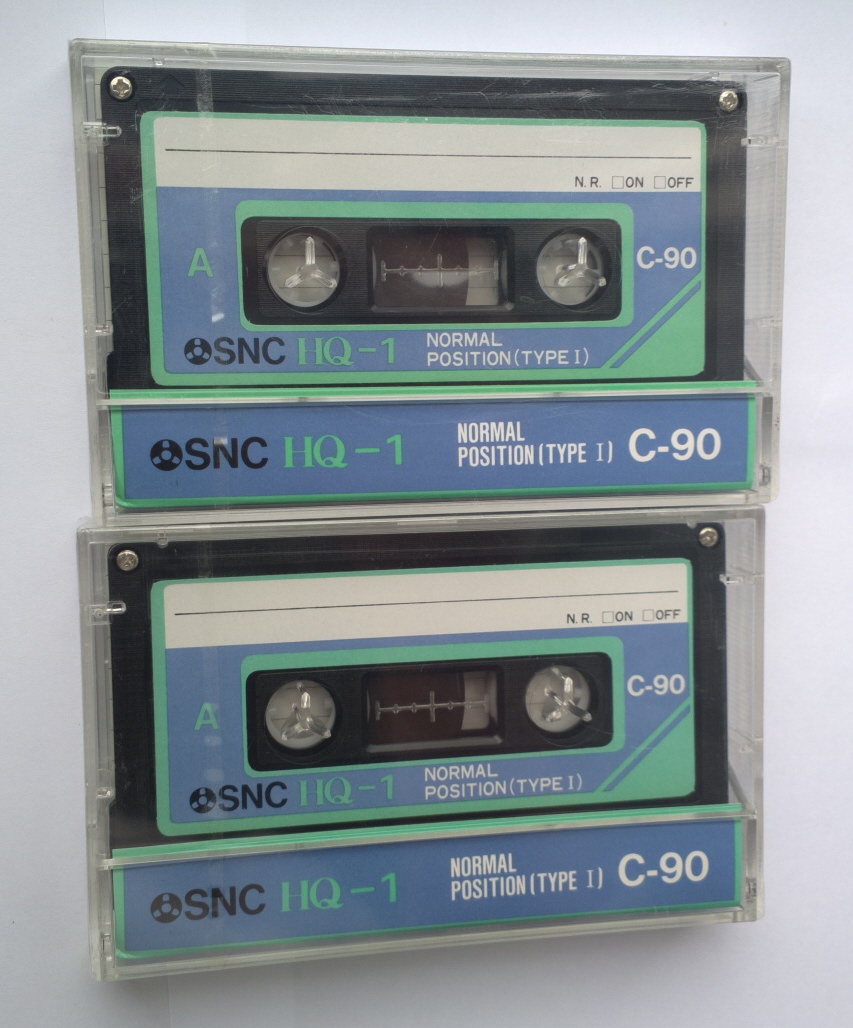 N.R. □ON □OFF
A
C-90
SNC HQ-1
NORMAL
POSITION(TYPE I)
SNC HQ-1
NORMAL
POSITION(TYPE I)
C-90
N.R. □ON □OFF
A
C-90
SNC HQ-1
NORMAL
POSITION(TYPE I)
SNC HQ-1
NORMAL
POSITION(TYPE I)
C-90